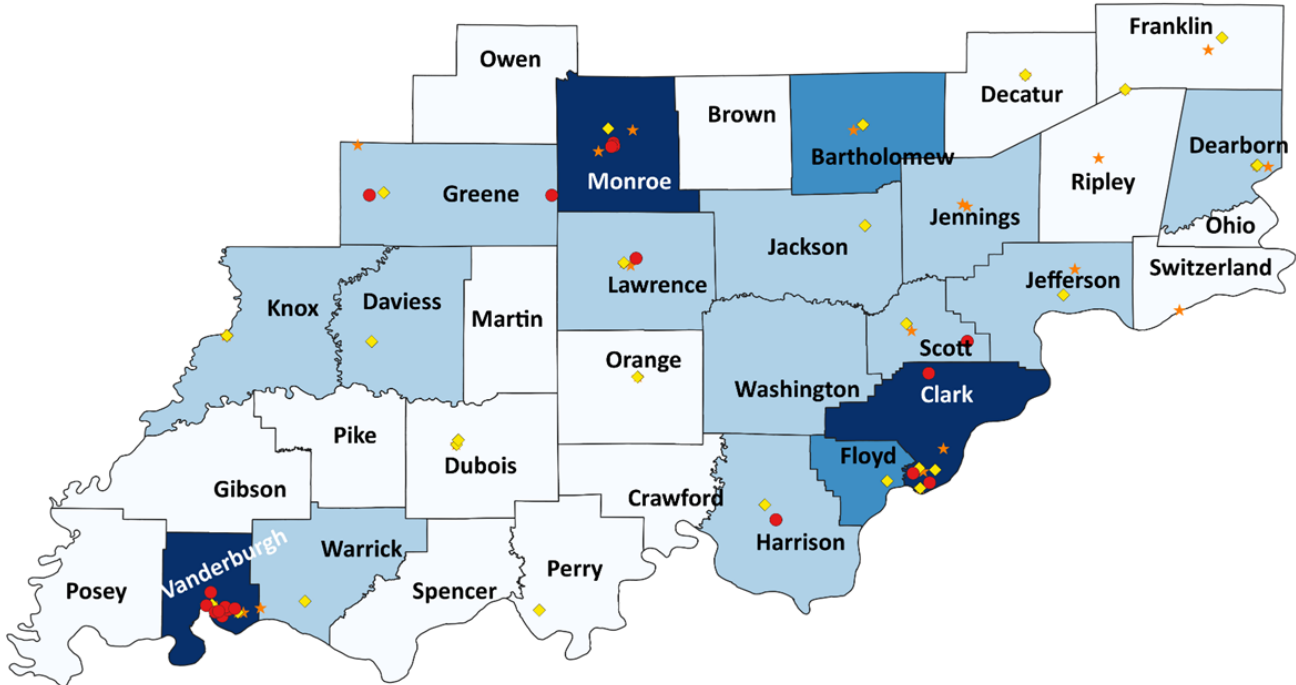 Franklin
Owen
Decatur
Brown
Dearborn
Bartholomew
Monroe
Ripley
Greene
Jennings
Ohio
Jackson
Switzerland
Jefferson
Lawrence
Daviess
Knox
Martin
Scott
Orange
Washington
Clark
Pike
Floyd
Dubois
Gibson
Crawford
Harrison
Warrick
Vanderburgh
Perry
Spencer
Posey